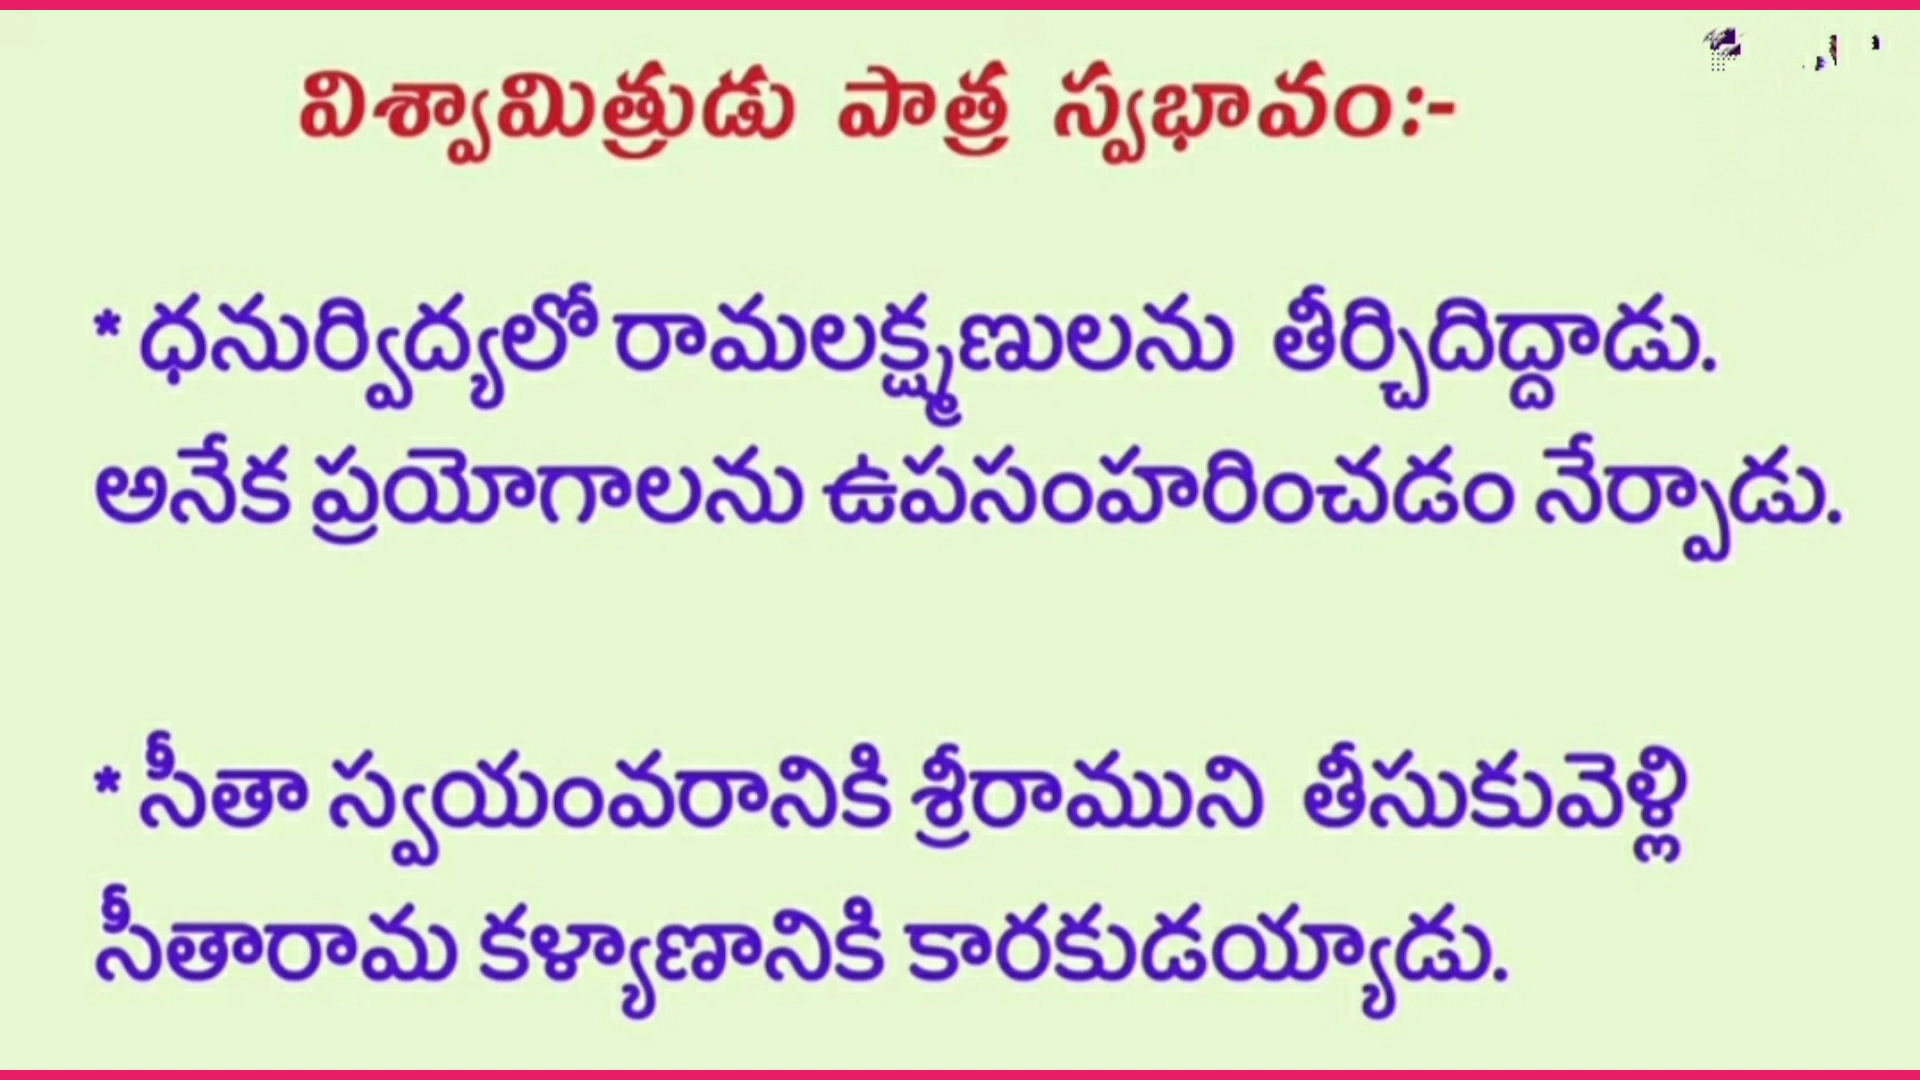 విశ్వామిత్రుడు పాత్ర స్వభావం:-
* ధనుర్విద్యలో రామలక్ష్మణులను తీర్చిదిద్దాడు.
అనేక ప్రయోగాలను ఉపసంహరించడం నేర్పాడు.
* సీతా స్వయంవరానికి శ్రీరాముని తీసుకువెళ్లి
సీతారామ కళ్యాణానికి కారకుడయ్యాడు.